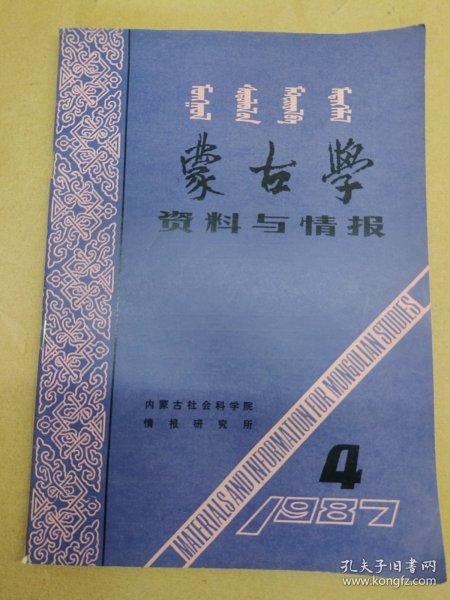 蒙古學
资料与情报
MATERIALS AND INFORMATION FOR MONGOLIAN STUDIES
内蒙古社会科学院
情报研究所
4
1987
孔夫子旧书网
www.kongfz.com